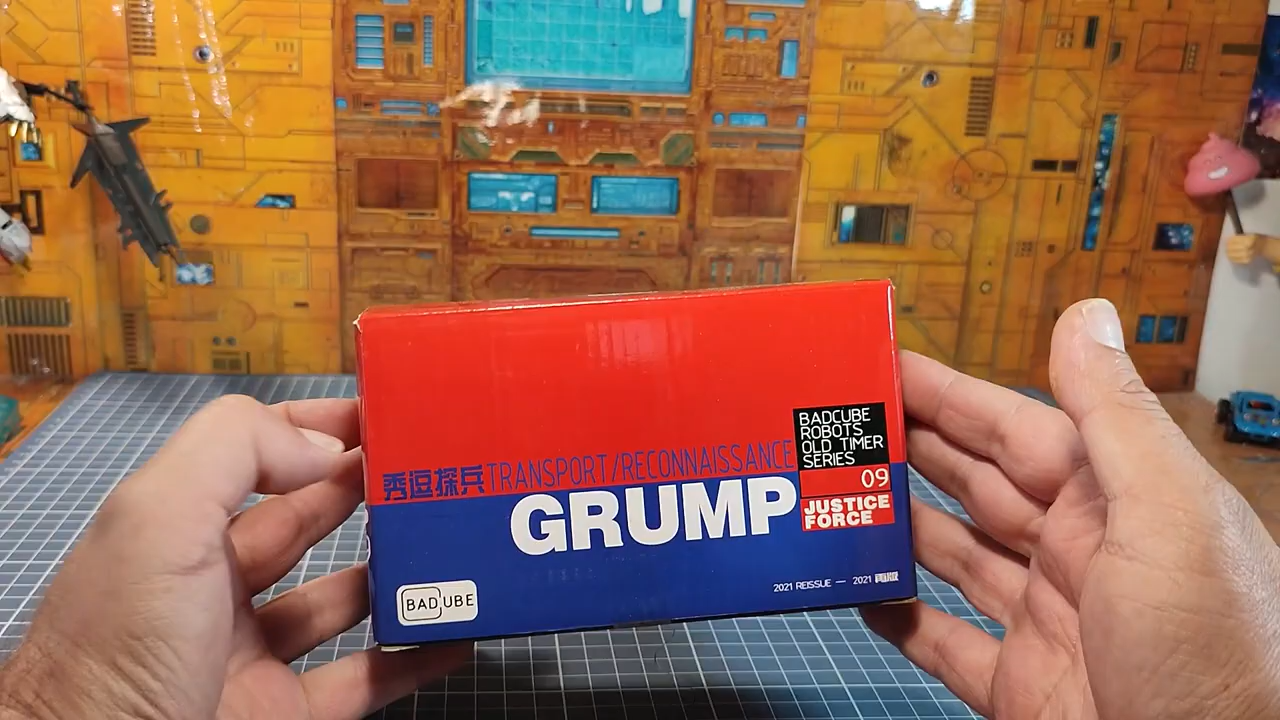 BADCUBE
ROBOTS
OLD TIMER
SERIES
09
JUSTICE
FORCE
秀逗探兵 TRANSPORT/RECONNAISSANCE
GRUMP
BADCUBE
2021 REISSUE — 2021